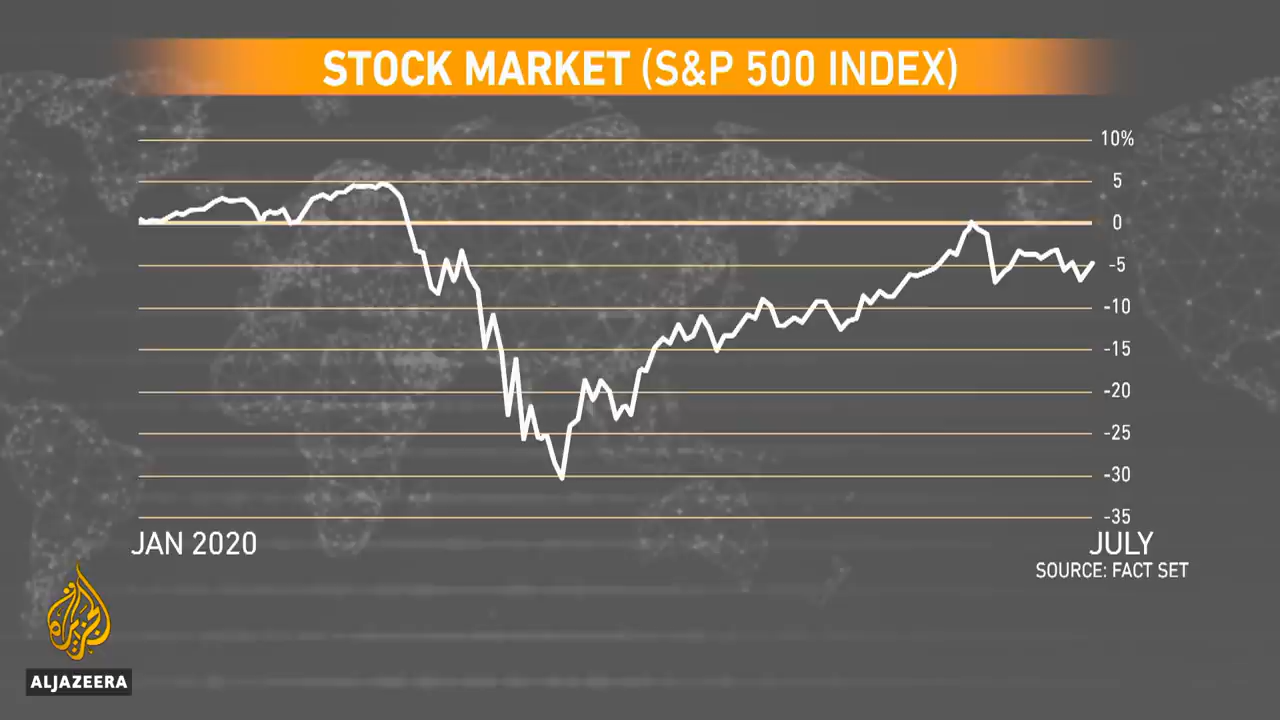 STOCK MARKET (S&P 500 INDEX)
10%
5
0
-5
-10
-15
-20
-25
-30
-35
JAN 2020
JULY
SOURCE: FACT SET
الجزيرة
ALJAZEERA